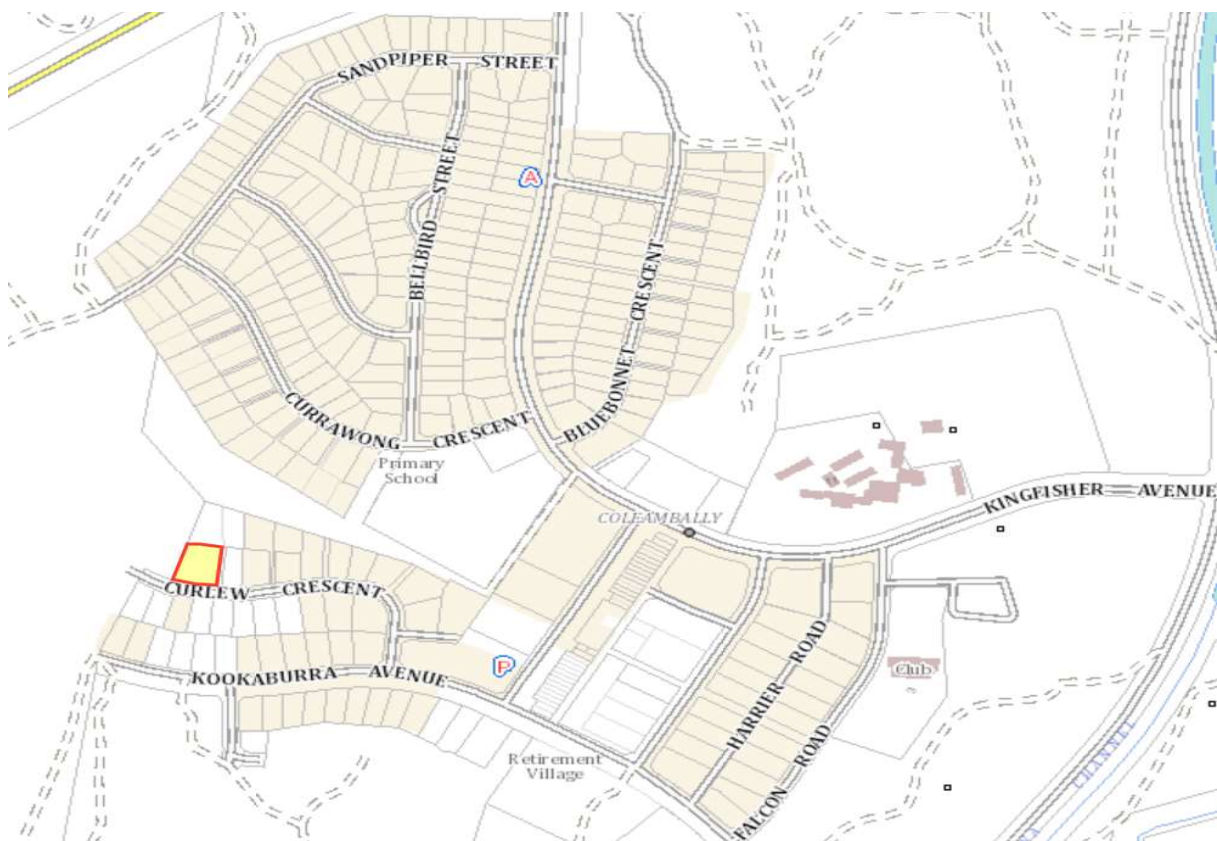 SANDPIPER STREET
A
BELLBIRD STREET
BLUEBONNET CRESCENT
CURRAWONG CRESCENT
Primary
School
COLEAMBALLY
KINGFISHER AVENUE
CURLEW CRESCENT
KOOKABURRA AVENUE
P
HARRIER ROAD
FALCON ROAD
Club
Retirement
Village
CHANNEL